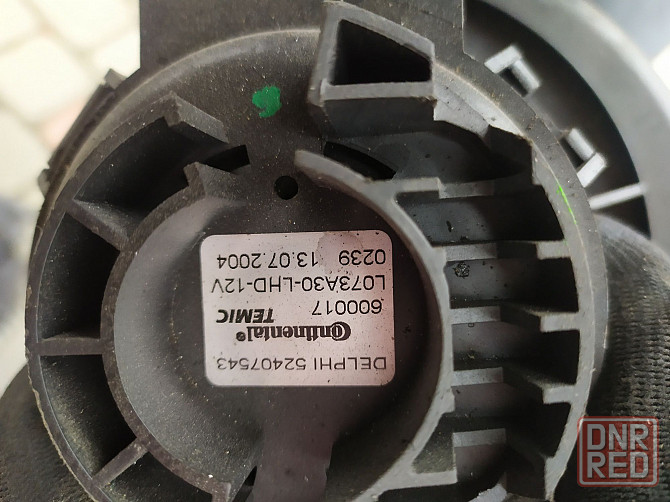 DELPHI 52407543
Continental®
TEMIC
600017
L073A30-LHD-12V
0239 13.07.2004
DNR
RED